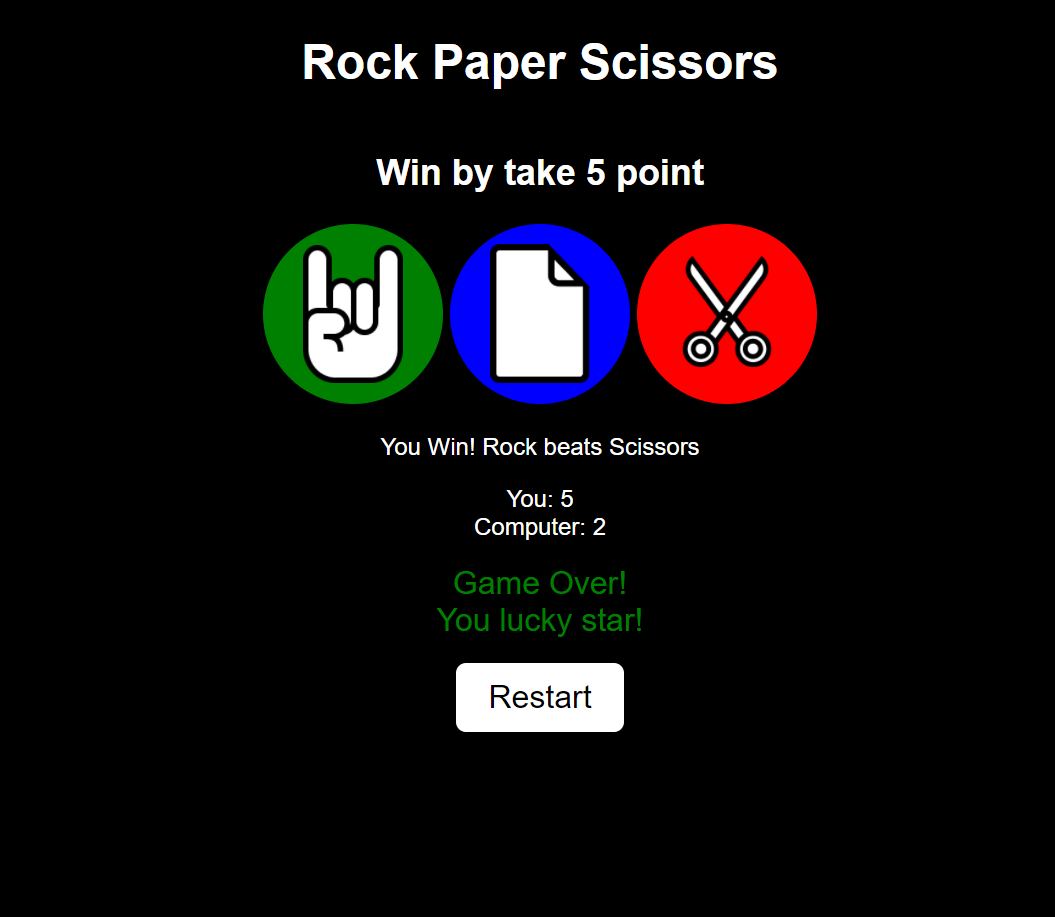 Rock Paper Scissors
Win by take 5 point
You Win! Rock beats Scissors
You: 5
Computer: 2
Game Over!
You lucky star!
Restart